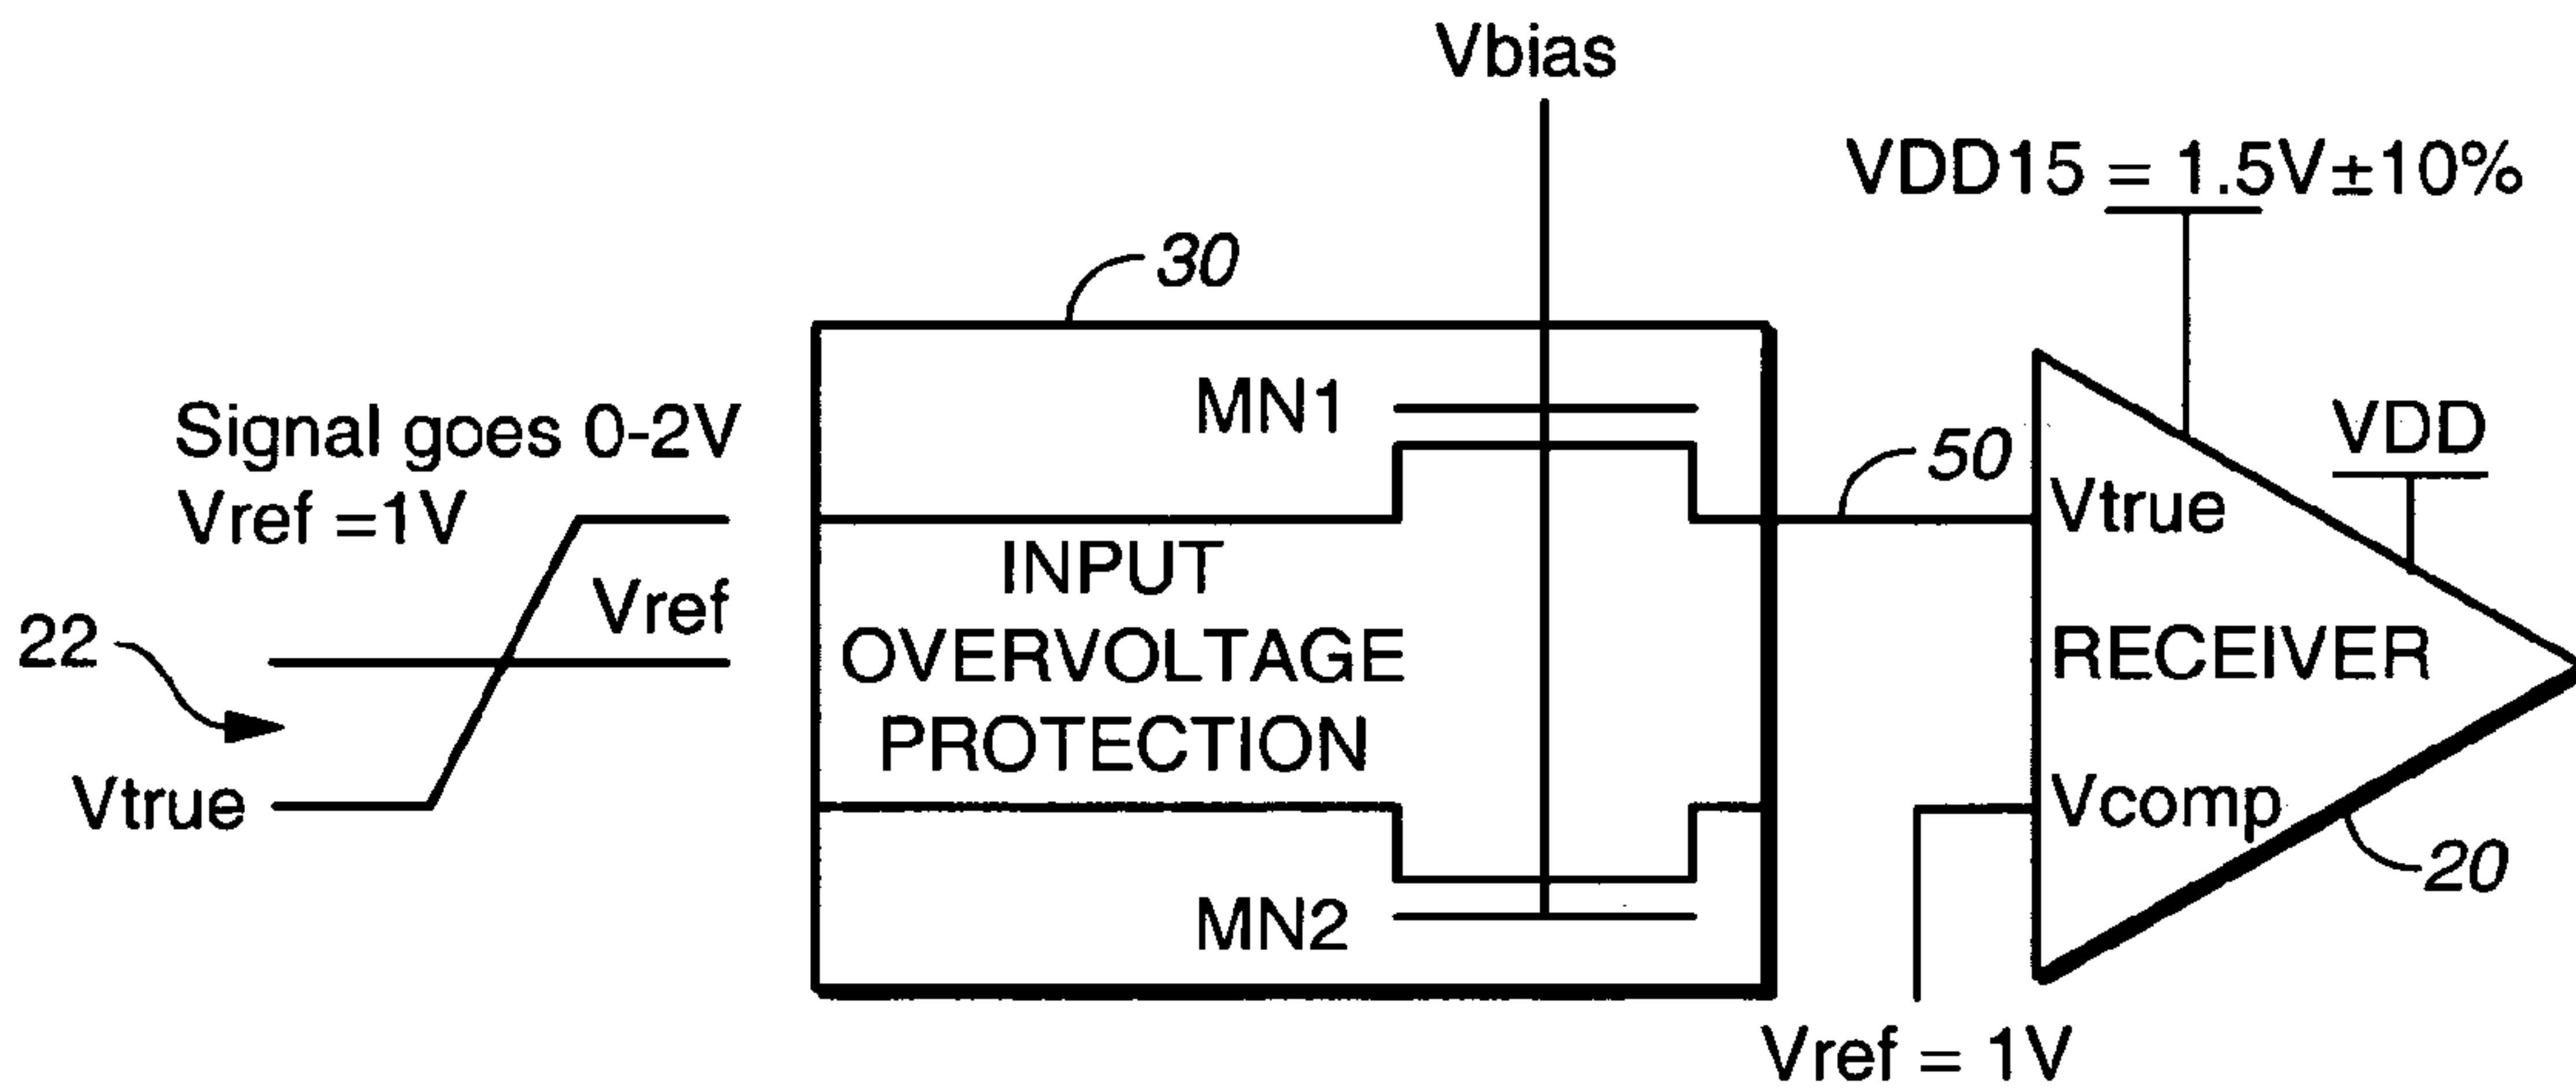 Vbias
VDD15 = 1.5V±10%
30
MN1
Signal goes 0-2V
Vref =1V
VDD
50
Vtrue
INPUT
OVERVOLTAGE
PROTECTION
Vref
22
RECEIVER
Vtrue
Vcomp
20
MN2
Vref = 1V